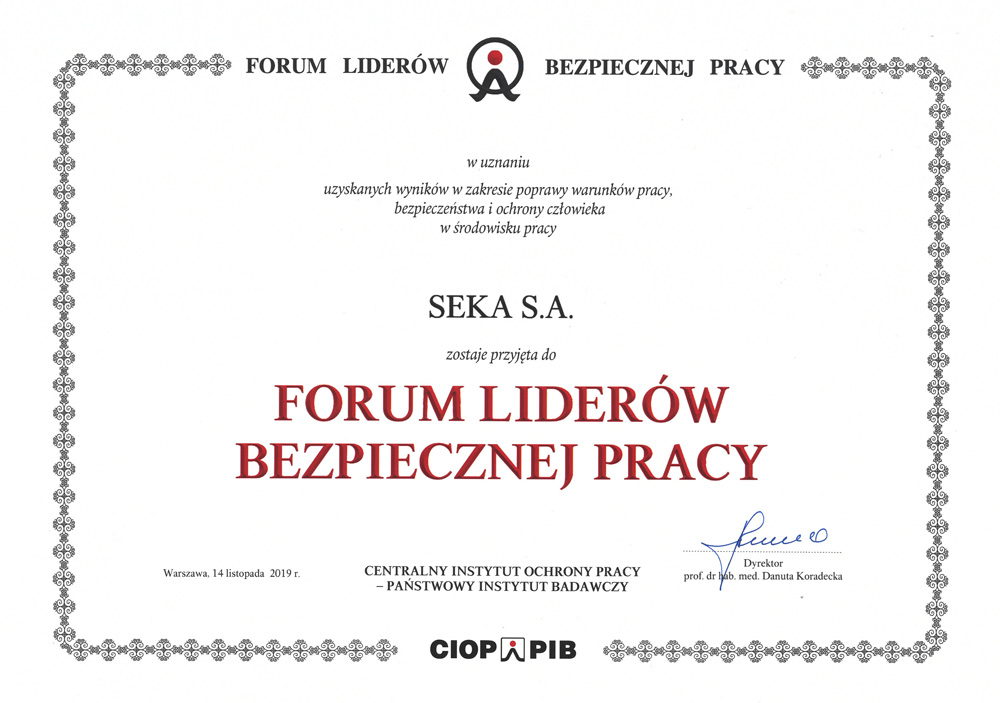 FORUM LIDERÓW BEZPIECZNEJ PRACY
w uznaniu
uzyskanych wyników w zakresie poprawy warunków pracy,
bezpieczeństwa i ochrony człowieka
w środowisku pracy
SEKA S.A.
zostaje przyjęta do
FORUM LIDERÓW
BEZPIECZNEJ PRACY
Warszawa, 14 listopada 2019 r.
CENTRALNY INSTYTUT OCHRONY PRACY
– PAŃSTWOWY INSTYTUT BADAWCZY
Dyrektor
prof. dr hab. med. Danuta Koradecka
CIOP PIB